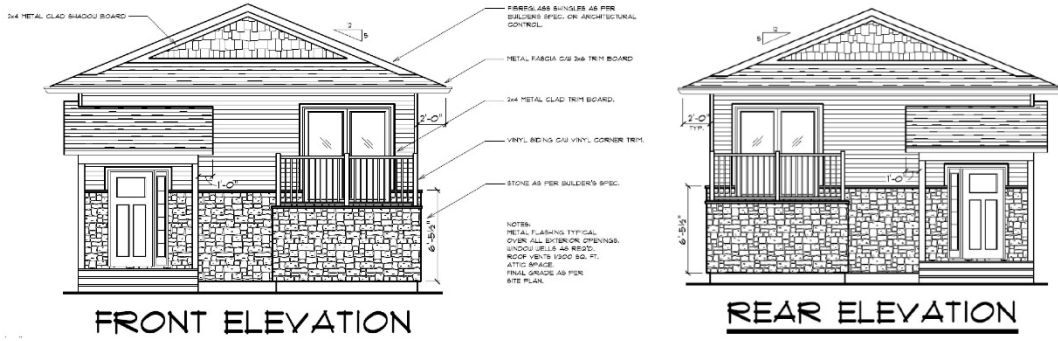 2x4 METAL CLAD SHADOW BOARD
12
5
FIBREGLASS SHINGLES AS PER
BUILDERS SPEC. OR ARCHITECTURAL
CONTROL.
METAL FASCIA C/W 2x6 TRIM BOARD
2x4 METAL CLAD TRIM BOARD.
2'-0"
VINYL SIDING C/W VINYL CORNER TRIM.
1'-0"
STONE AS PER BUILDER'S SPEC.
6'-5½"
NOTES:
METAL FLASHING TYPICAL
OVER ALL EXTERIOR OPENINGS.
WINDOW WELLS AS REQ'D.
ROOF VENTS 1/300 SQ. FT.
ATTIC SPACE.
FINAL GRADE AS PER
SITE PLAN.
FRONT ELEVATION
12
5
2'-0"
TYP.
1'-0"
6'-5½"
REAR ELEVATION